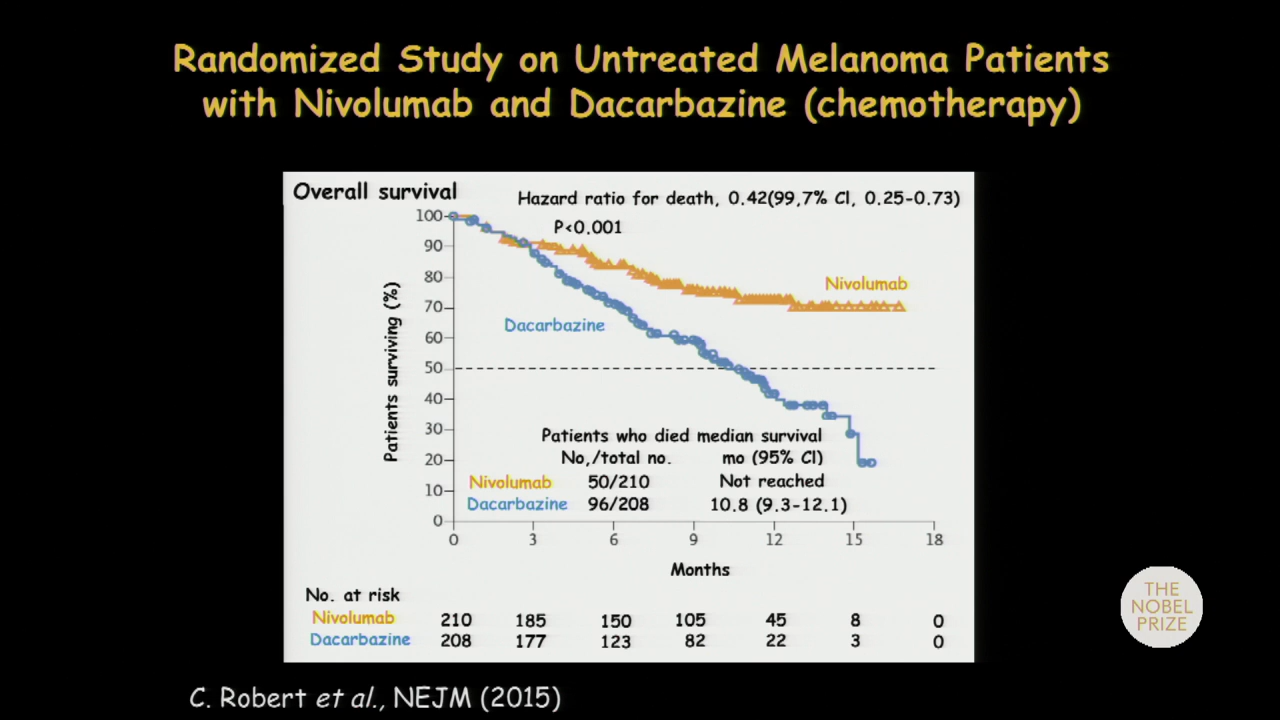 Randomized Study on Untreated Melanoma Patients
with Nivolumab and Dacarbazine (chemotherapy)
Overall survival
Hazard ratio for death, 0.42(99,7% Cl, 0.25-0.73)
P<0.001
100
90
80
70
60
50
40
30
20
10
0
Patients surviving (%)
Nivolumab
Dacarbazine
Patients who died median survival
No,/total no. mo (95% Cl)
Nivolumab 50/210 Not reached
Dacarbazine 96/208 10.8 (9.3-12.1)
0 3 6 9 12 15 18
Months
No. at risk
Nivolumab 210 185 150 105 45 8 0
Dacarbazine 208 177 123 82 22 3 0
THE
NOBEL
PRIZE
C. Robert et al., NEJM (2015)